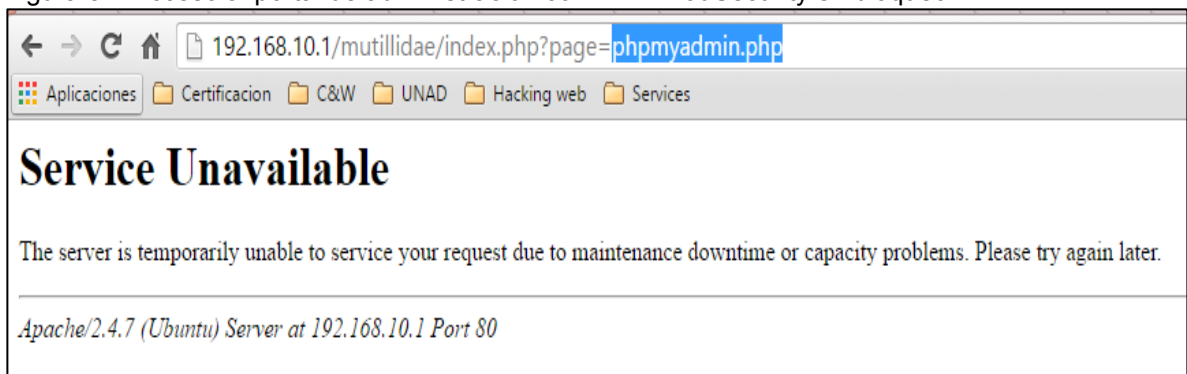 192.168.10.1/mutillidae/index.php?page=phpmyadmin.php
Aplicaciones Certificacion C&W UNAD Hacking web Services
Service Unavailable
The server is temporarily unable to service your request due to maintenance downtime or capacity problems. Please try again later.
Apache/2.4.7 (Ubuntu) Server at 192.168.10.1 Port 80